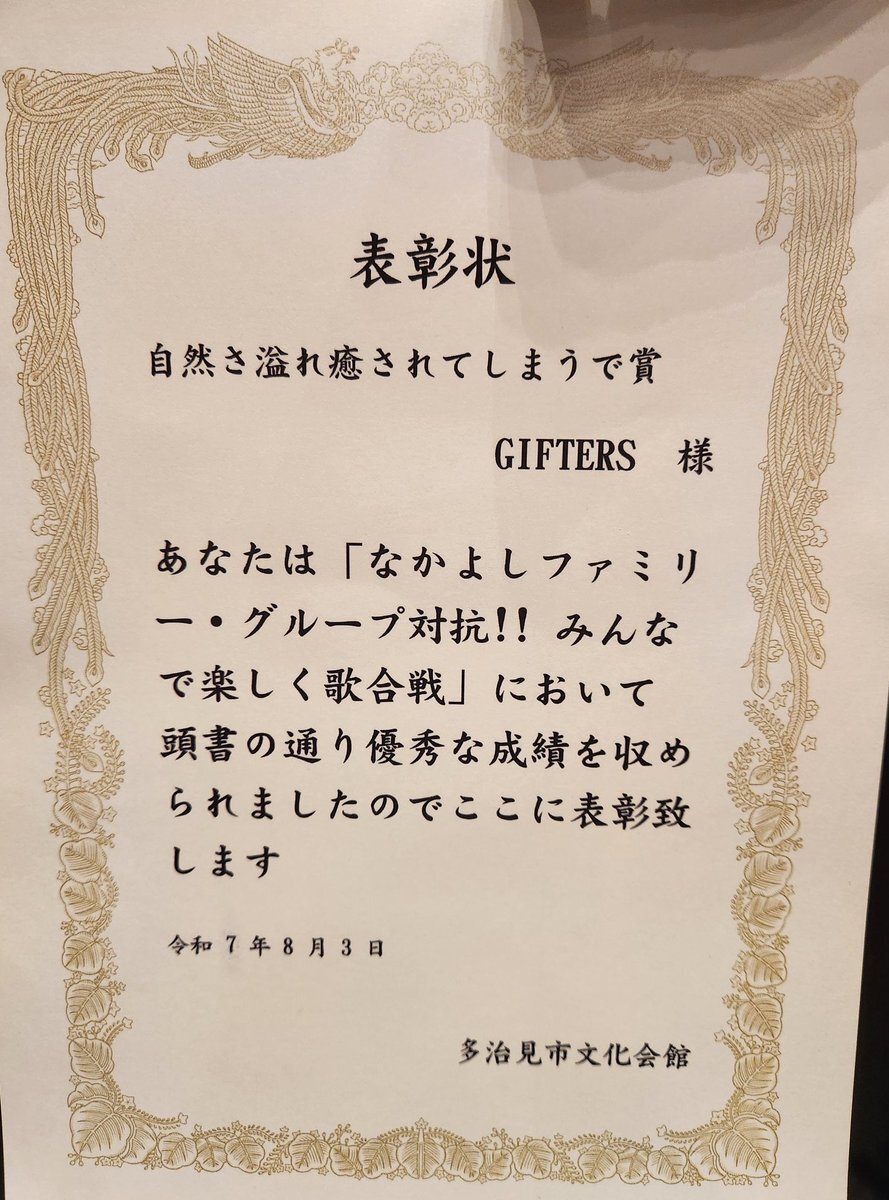 表彰状
自然さ溢れ癒されてしまうで賞
GIFTERS 様
あなたは「なかよしファミリ
ー・グループ対抗!! みんな
で楽しく歌合戦」において
頭書の通り優秀な成績を収め
られましたのでここに表彰致
します
令和7年8月3日
多治見市文化会館